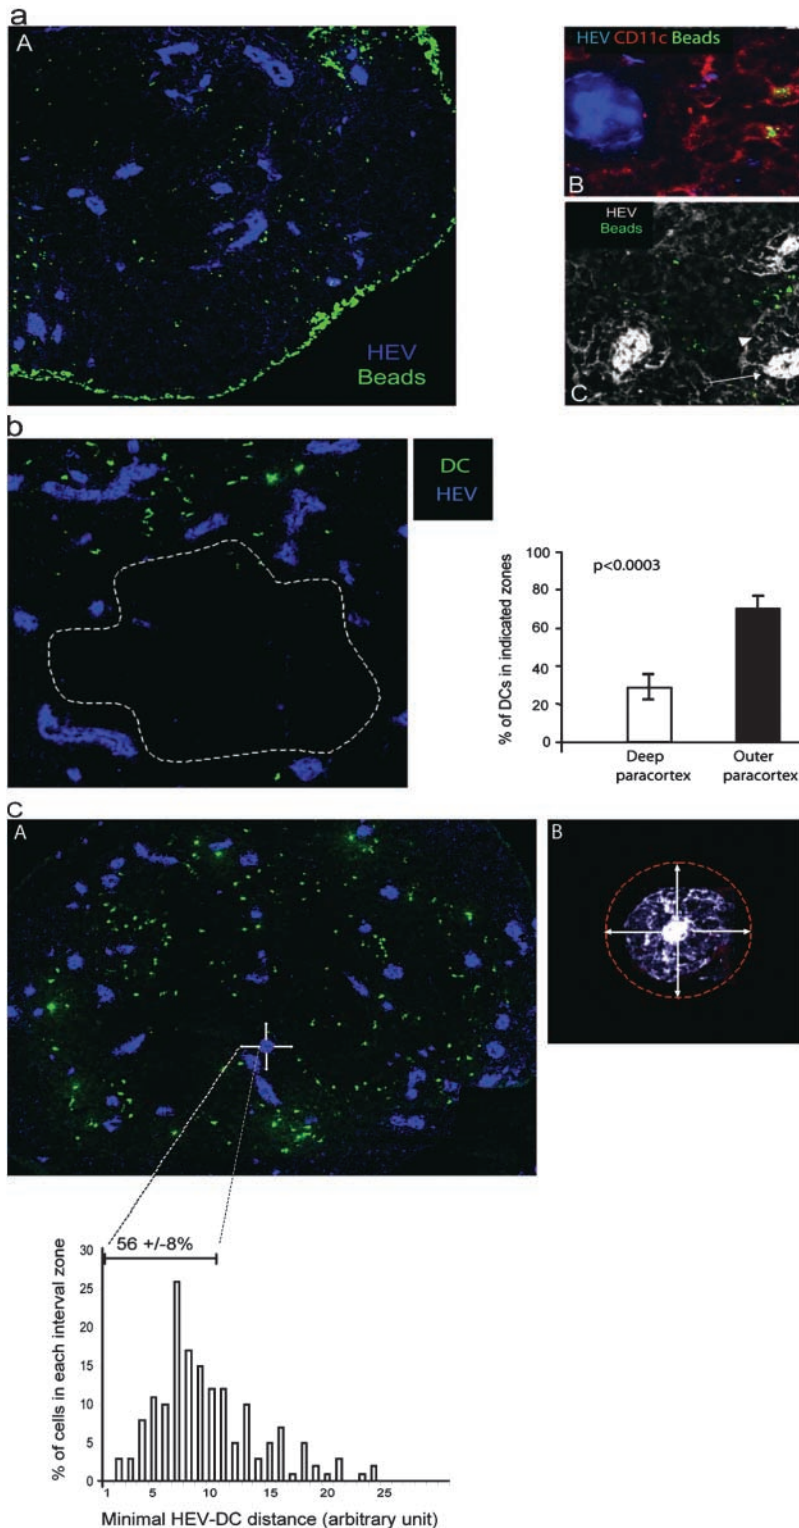 a
A
HEV
Beads
HEV CD11c Beads
B
HEV
Beads
C
b
DC
HEV
p<0.0003
% of DCs in indicated zones
100
80
60
40
20
0
Deep
paracortex
Outer
paracortex
c
A
B
56 +/-8%
% of cells in each interval zone
30
25
20
15
10
5
0
1
5
10
15
20
25
Minimal HEV-DC distance (arbitrary unit)